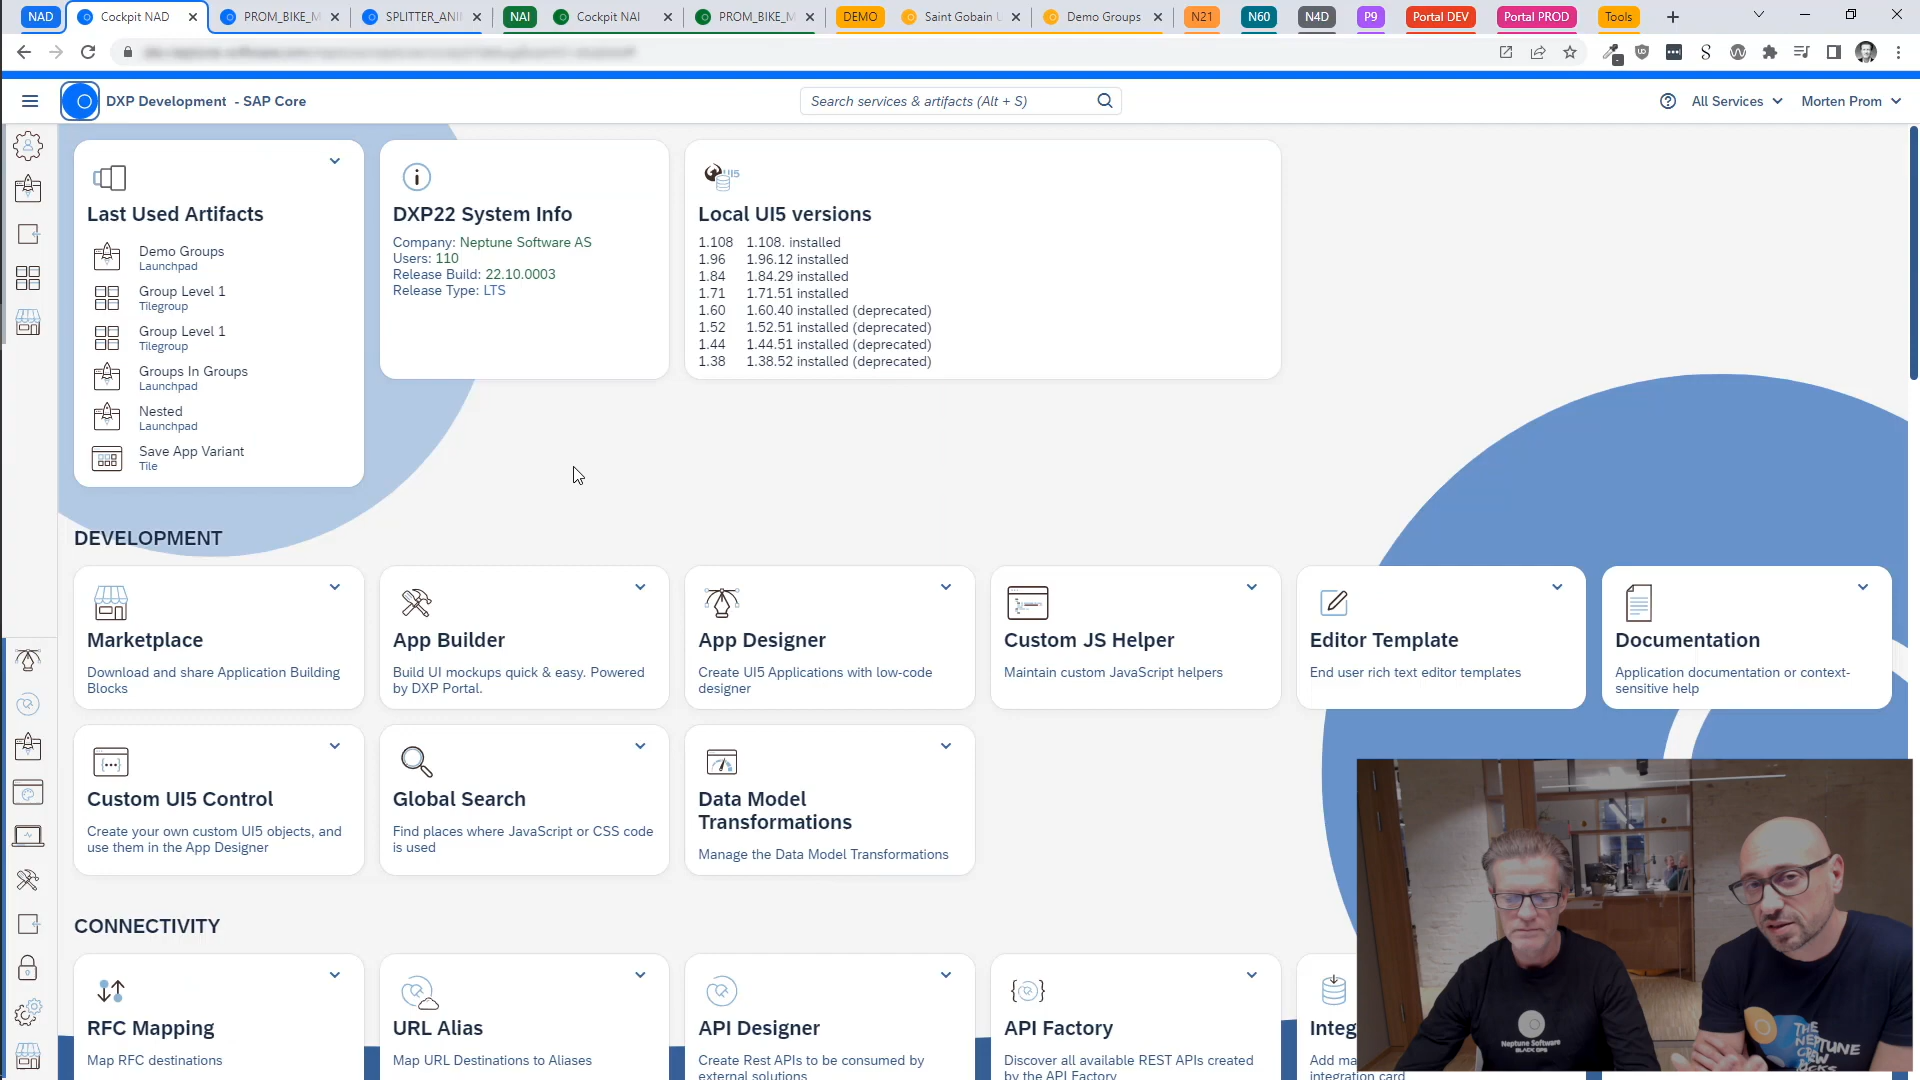 NAD
Cockpit NAD
PROM_BIKE_M
SPLITTER_ANI
NAI
Cockpit NAI
PROM_BIKE_M
DEMO
Saint Gobain
Demo Groups
N21
N60
N4D
P9
Portal DEV
Portal PROD
Tools
DXP Development - SAP Core
Search services & artifacts (Alt + S)
All Services
Morten Prom
Last Used Artifacts
Demo Groups
Launchpad
Group Level 1
Tilegroup
Group Level 1
Tilegroup
Groups In Groups
Launchpad
Nested
Launchpad
Save App Variant
Tile
DXP22 System Info
Company: Neptune Software AS
Users: 110
Release Build: 22.10.0003
Release Type: LTS
UI5
Local UI5 versions
1.108 1.108. installed
1.96 1.96.12 installed
1.84 1.84.29 installed
1.71 1.71.51 installed
1.60 1.60.40 installed (deprecated)
1.52 1.52.51 installed (deprecated)
1.44 1.44.51 installed (deprecated)
1.38 1.38.52 installed (deprecated)
DEVELOPMENT
Marketplace
Download and share Application Building
Blocks
App Builder
Build UI mockups quick & easy. Powered
by DXP Portal.
App Designer
Create UI5 Applications with low-code
designer
Custom JS Helper
Maintain custom JavaScript helpers
Editor Template
End user rich text editor templates
Documentation
Application documentation or context-
sensitive help
Custom UI5 Control
Create your own custom UI5 objects, and
use them in the App Designer
Global Search
Find places where JavaScript or CSS code
is used
Data Model
Transformations
Manage the Data Model Transformations
CONNECTIVITY
RFC Mapping
Map RFC destinations
URL Alias
Map URL Destinations to Aliases
API Designer
Create Rest APIs to be consumed by
external solutions
API Factory
Discover all available REST APIs created
by the API Factory
Integ
Add ma
integration card
Neptune Software
BLACK OPS
THE
NEPTUNE
CREW
ROCKS